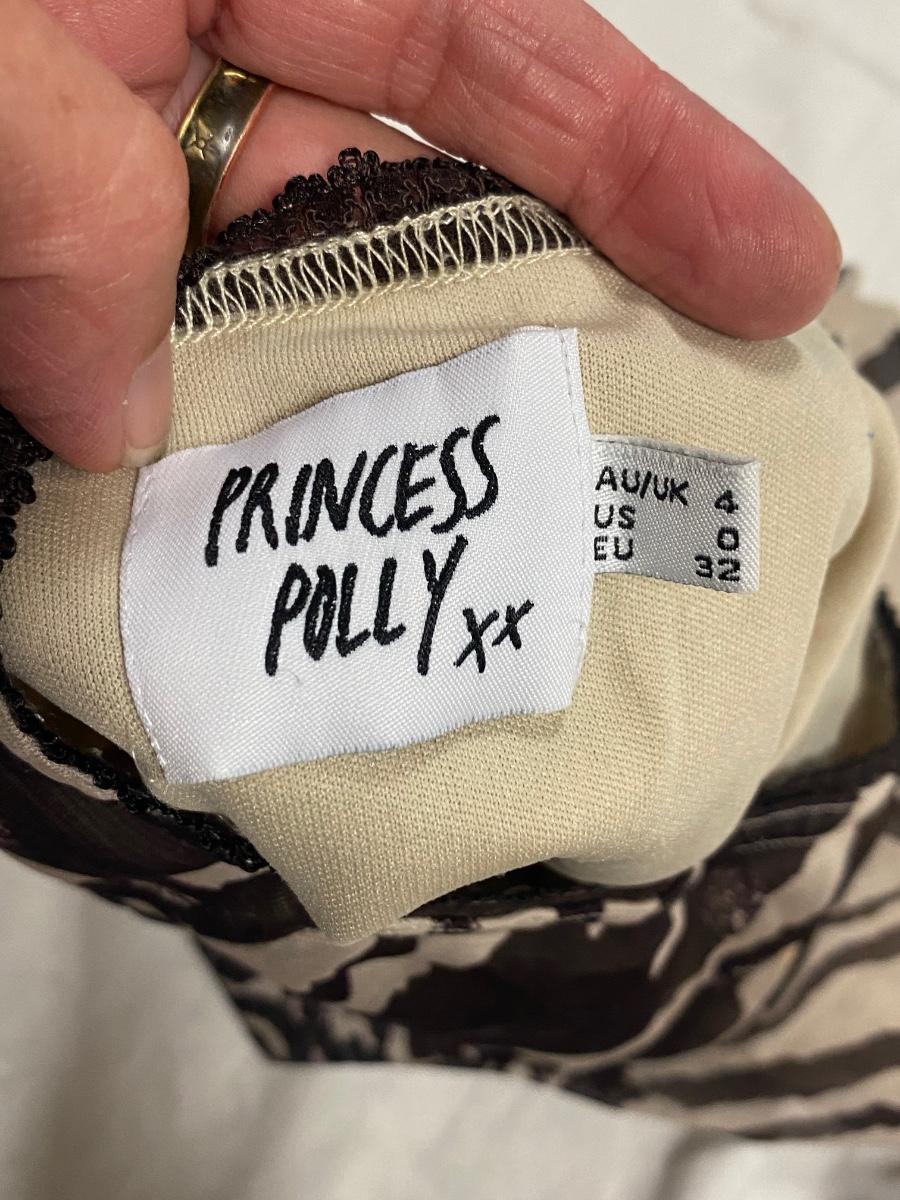 PRINCESS
POLLY xx
AU/UK 4
US 0
EU 32